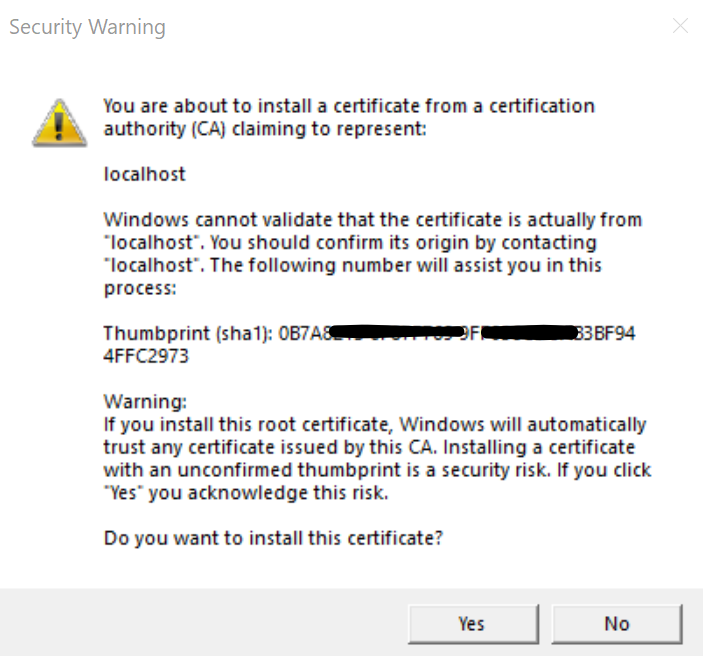 Security Warning
You are about to install a certificate from a certification
authority (CA) claiming to represent:
localhost
Windows cannot validate that the certificate is actually from
"localhost". You should confirm its origin by contacting
"localhost". The following number will assist you in this
process:
Thumbprint (sha1): 0B7A8 9F 83BF94
4FFC2973
Warning:
If you install this root certificate, Windows will automatically
trust any certificate issued by this CA. Installing a certificate
with an unconfirmed thumbprint is a security risk. If you click
"Yes" you acknowledge this risk.
Do you want to install this certificate?
Yes No